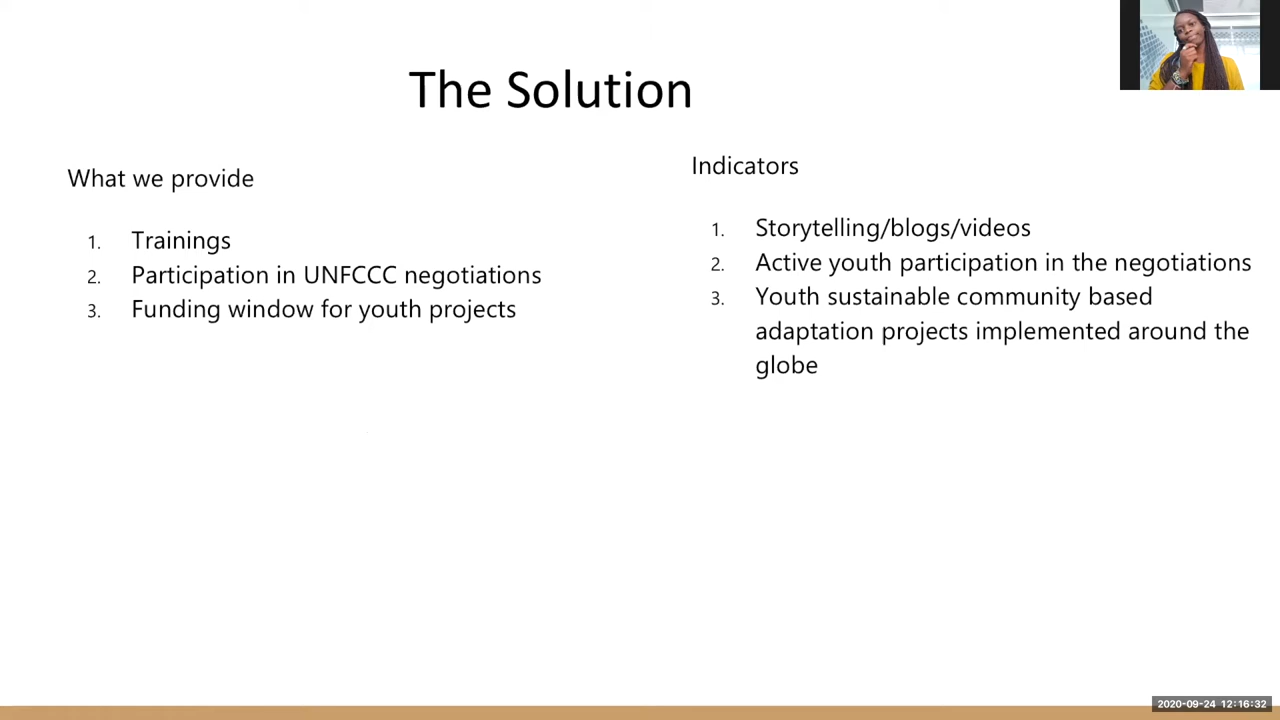 The Solution
What we provide
1. Trainings
2. Participation in UNFCCC negotiations
3. Funding window for youth projects
Indicators
1. Storytelling/blogs/videos
2. Active youth participation in the negotiations
3. Youth sustainable community based
adaptation projects implemented around the
globe
2020-09-24 12:16:32